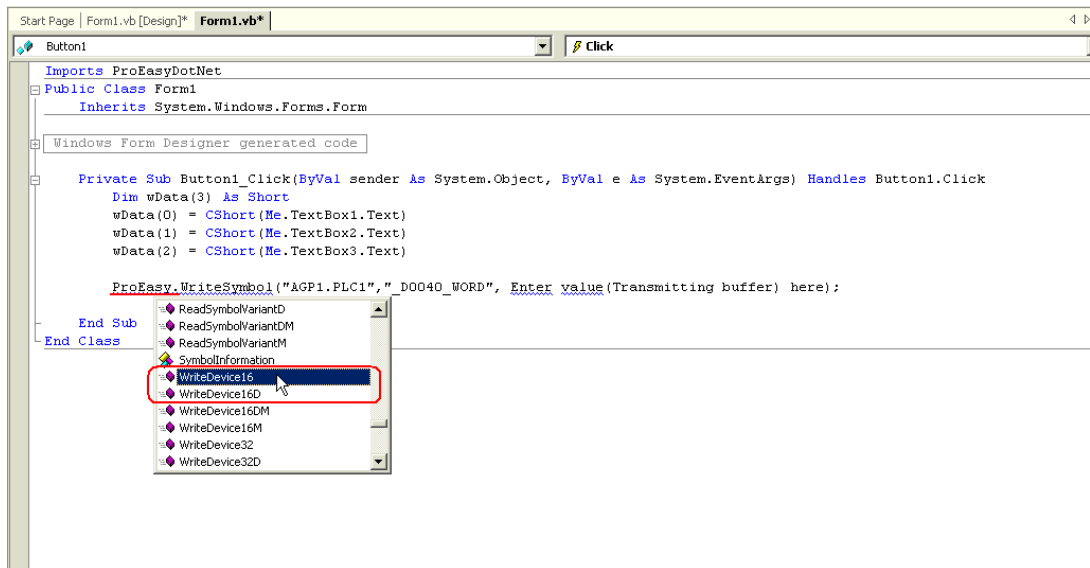 Start Page Form1.vb [Design]* Form1.vb*
Button1 Click
Imports ProEasyDotNet
Public Class Form1
Inherits System.Windows.Forms.Form
Windows Form Designer generated code
Private Sub Button1_Click(ByVal sender As System.Object, ByVal e As System.EventArgs) Handles Button1.Click
Dim wData(3) As Short
wData(0) = CShort(Me.TextBox1.Text)
wData(1) = CShort(Me.TextBox2.Text)
wData(2) = CShort(Me.TextBox3.Text)
ProEasy.WriteSymbol("AGP1.PLC1","_D0040_WORD", Enter value(Transmitting buffer) here);
ReadSymbolVariantD
End Sub ReadSymbolVariantDM
End Class ReadSymbolVariantM
SymbolInformation
WriteDevice16
WriteDevice16D
WriteDevice16DM
WriteDevice16M
WriteDevice32
WriteDevice32D